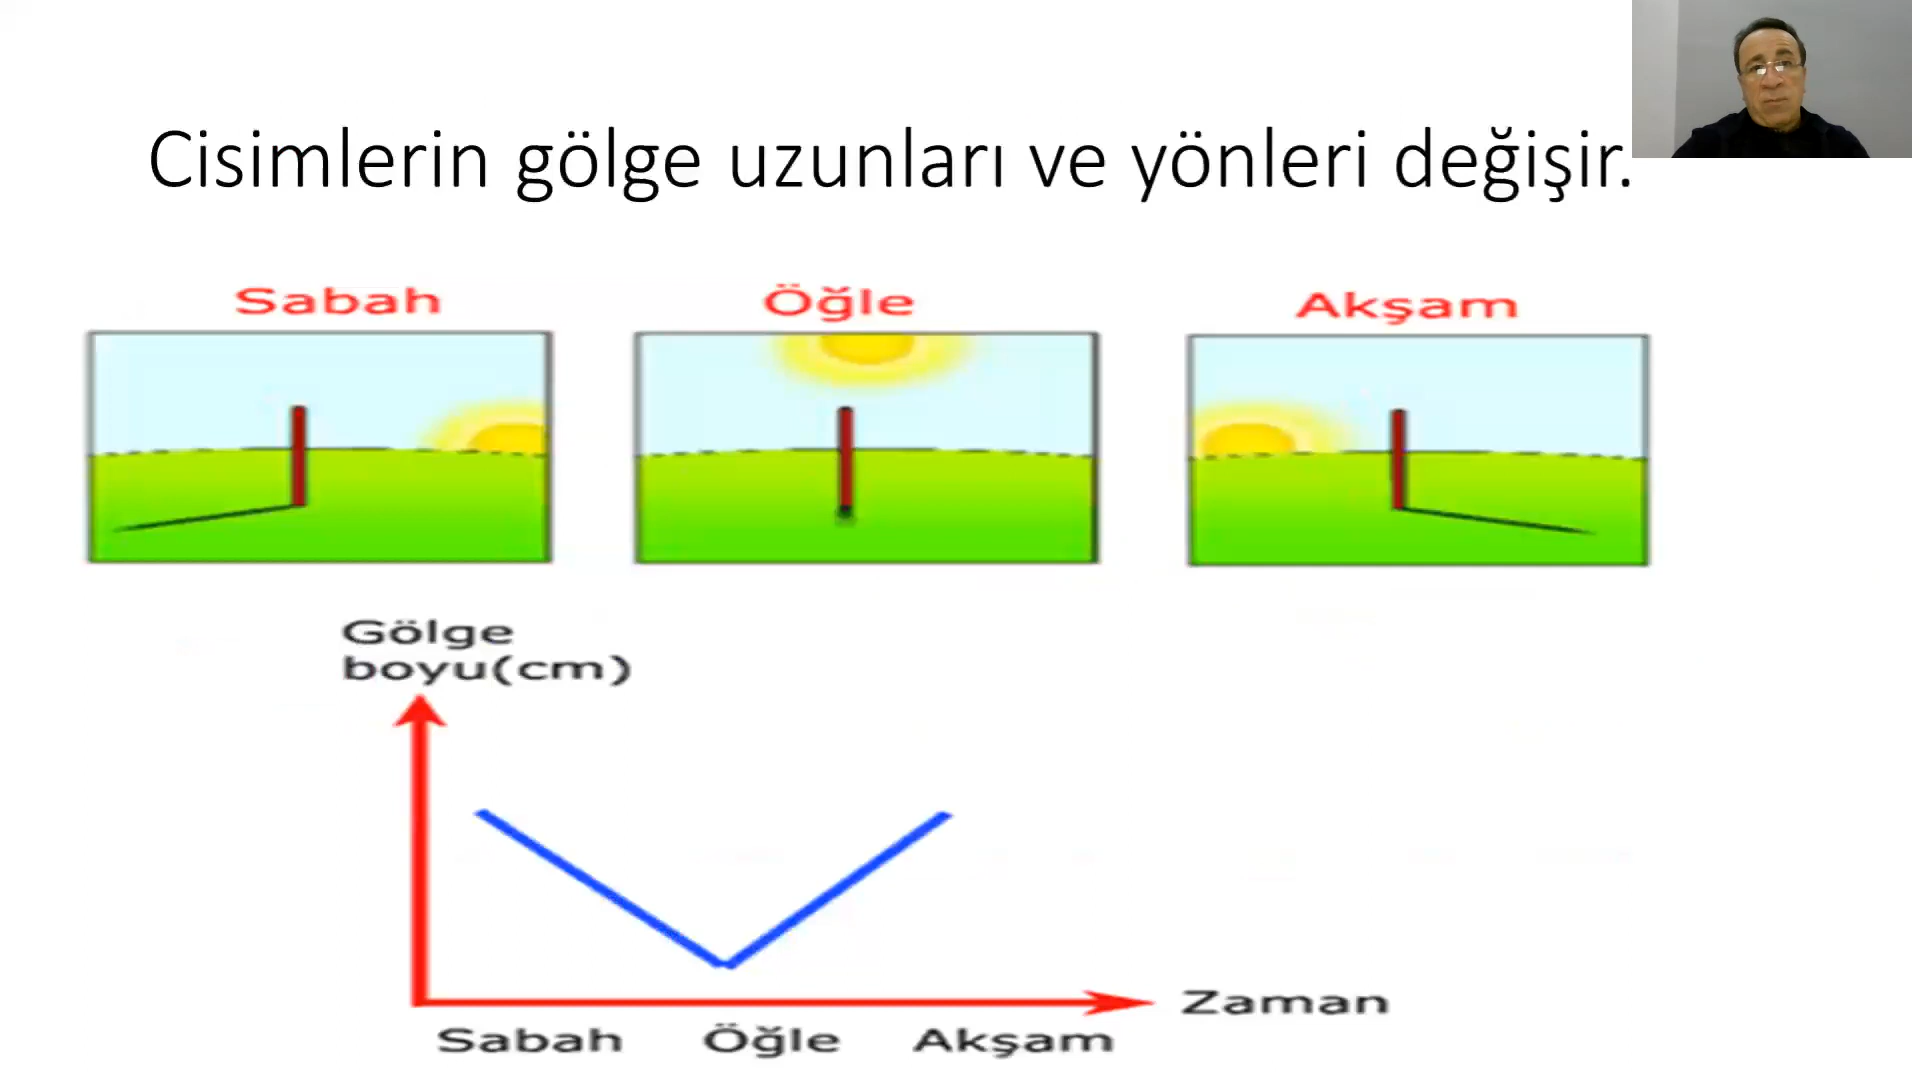 Cisimlerin gölge uzunları ve yönleri değişir.
Sabah
Öğle
Akşam
Gölge
boyu(cm)
Zaman
Sabah
Öğle
Akşam